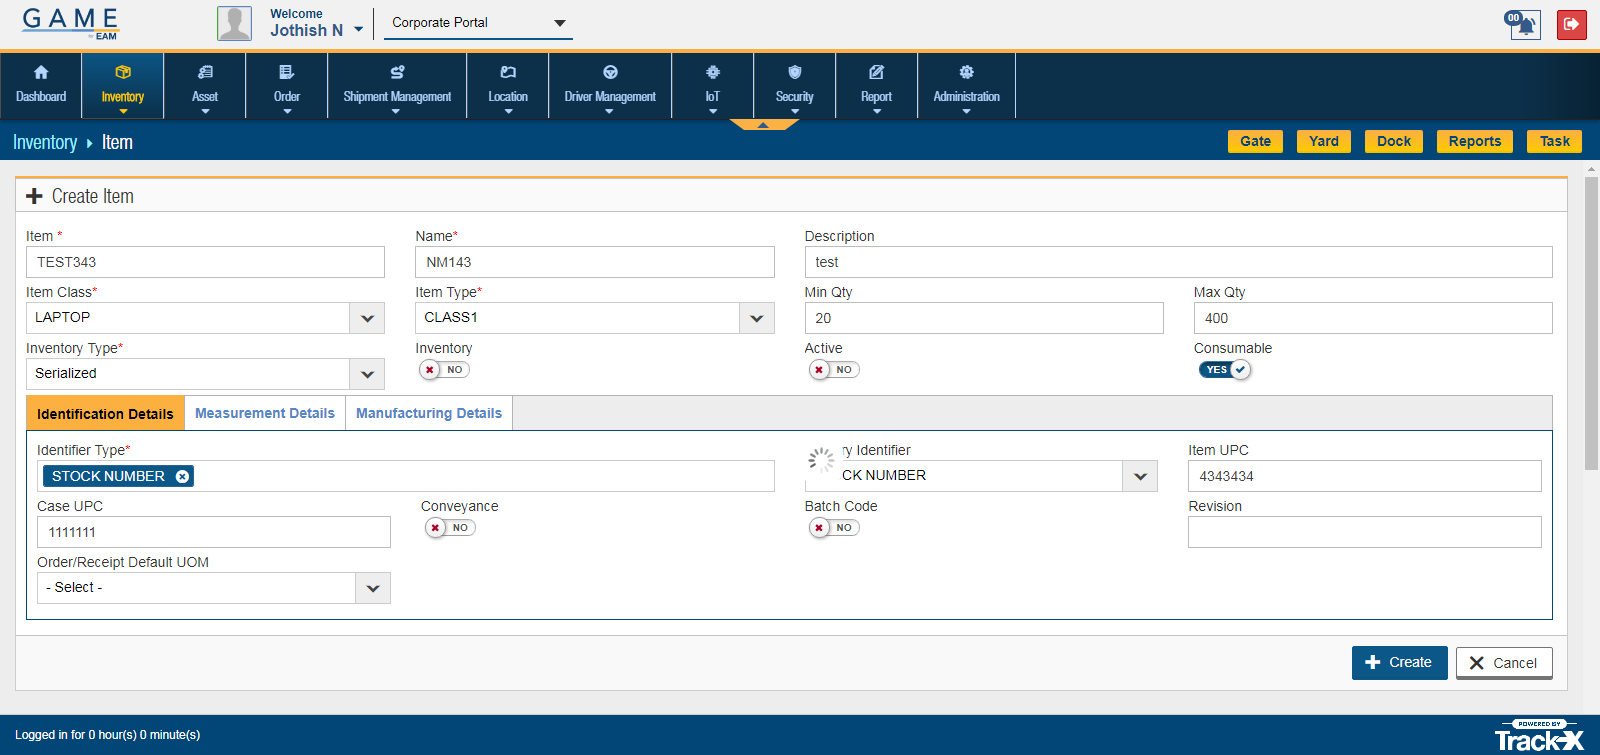 GAME
EAM
Welcome
Jothish N
Corporate Portal
00
Dashboard
Inventory
Asset
Order
Shipment Management
Location
Driver Management
IoT
Security
Report
Administration
Inventory Item
Gate
Yard
Dock
Reports
Task
Create Item
Item *
Name*
Description
TEST343
NM143
test
Item Class*
Item Type*
Min Qty
Max Qty
LAPTOP
CLASS1
20
400
Inventory Type*
Inventory
Active
Consumable
Serialized
NO
NO
YES
Identification Details
Measurement Details
Manufacturing Details
Identifier Type*
ry Identifier
Item UPC
STOCK NUMBER
CK NUMBER
4343434
Case UPC
Conveyance
Batch Code
Revision
1111111
NO
NO
Order/Receipt Default UOM
- Select -
Create
Cancel
Logged in for 0 hour(s) 0 minute(s)
POWERED BY
Track-X